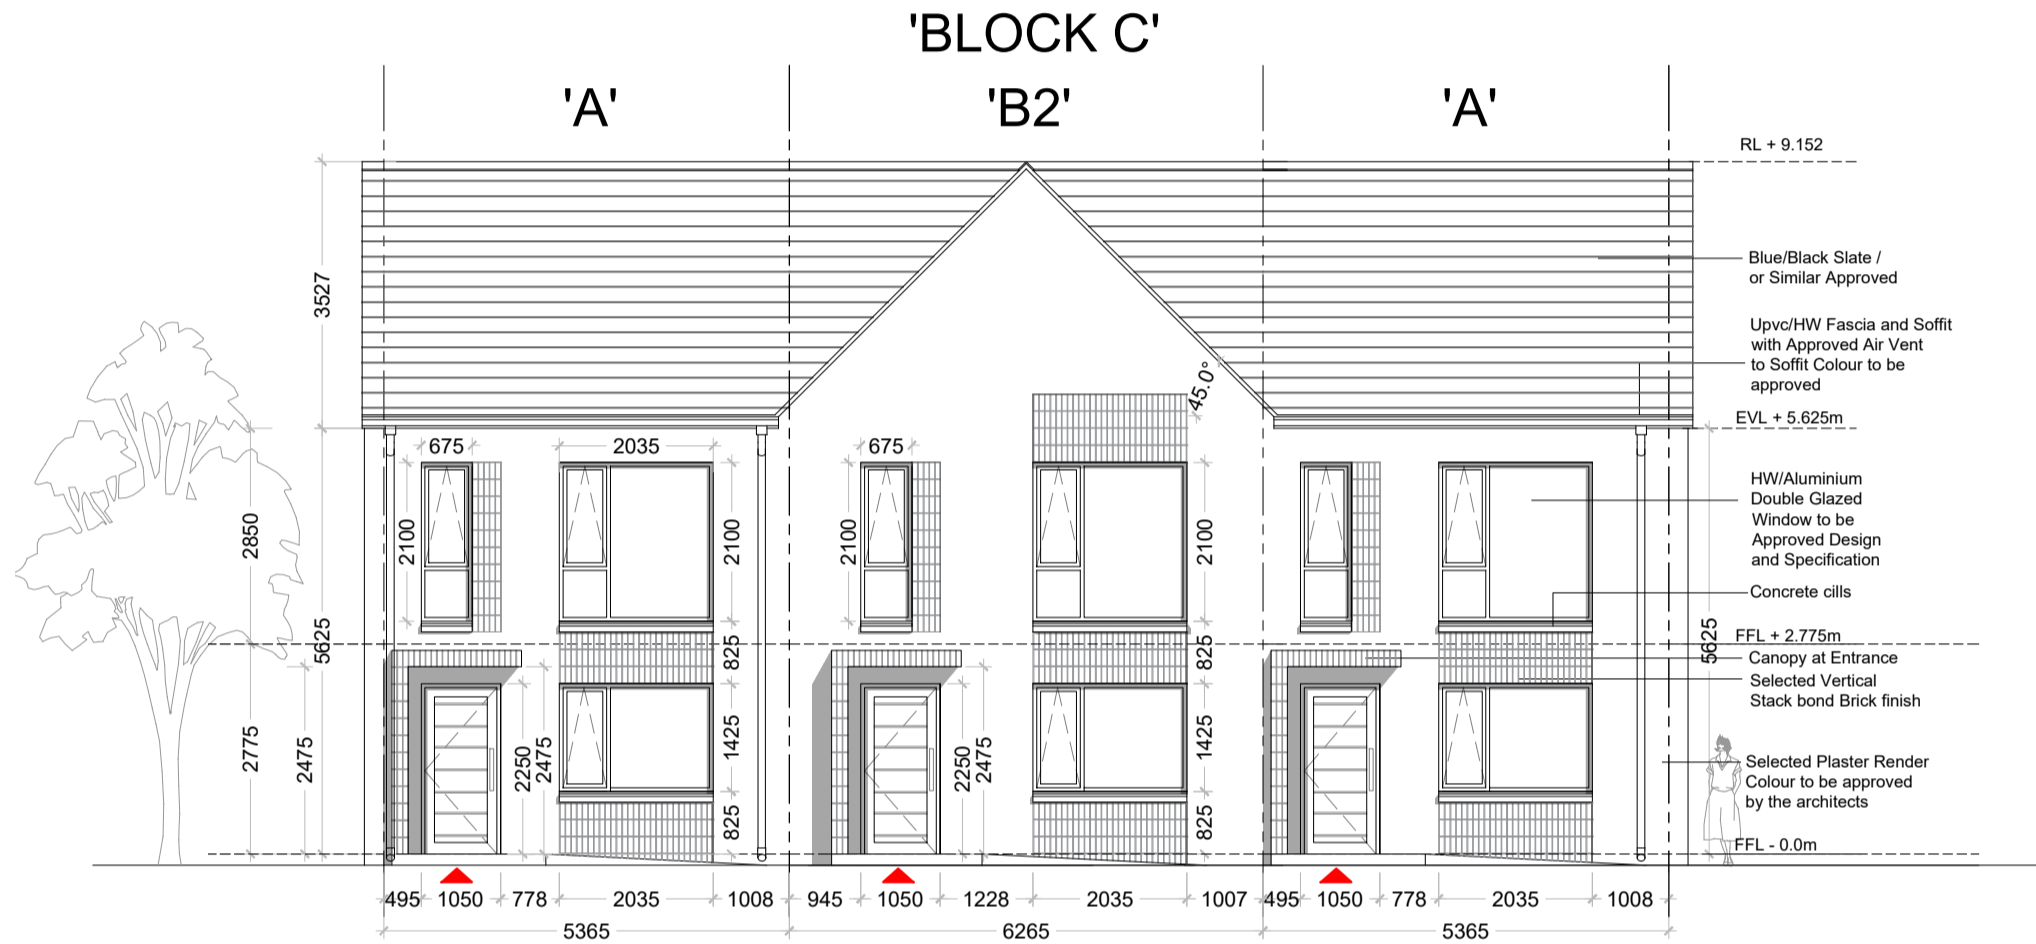 'BLOCK C'
'A' 'B2' 'A'
RL + 9.152
Blue/Black Slate /
or Similar Approved
Upvc/HW Fascia and Soffit
with Approved Air Vent
to Soffit Colour to be
approved
EVL + 5.625m
HW/Aluminium
Double Glazed
Window to be
Approved Design
and Specification
Concrete cills
FFL + 2.775m
Canopy at Entrance
Selected Vertical
Stack bond Brick finish
Selected Plaster Render
Colour to be approved
by the architects
FFL - 0.0m
3527
45.0°
675 2035 675
2850 2100 2100 2100 2100
5625 825 825 5625
2775 2475 2250 2475 1425 2250 2475 1425
825 825
495 1050 778 2035 1008 945 1050 1228 2035 1007 495 1050 778 2035 1008
5365 6265 5365